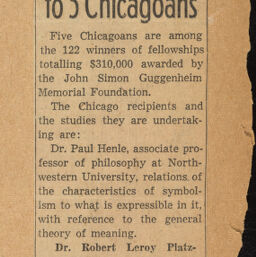 to 5 Chicagoans
Five Chicagoans are among
the 122 winners of fellowships
totalling $310,000 awarded by
the John Simon Guggenheim
Memorial Foundation.
The Chicago recipients and
the studies they are undertak-
ing are:
Dr. Paul Henle, associate pro-
fessor of philosophy at North-
western University, relations of
the characteristics of symbol-
ism to what is expressible in it,
with reference to the general
theory of meaning.
Dr. Robert Leroy Platz-